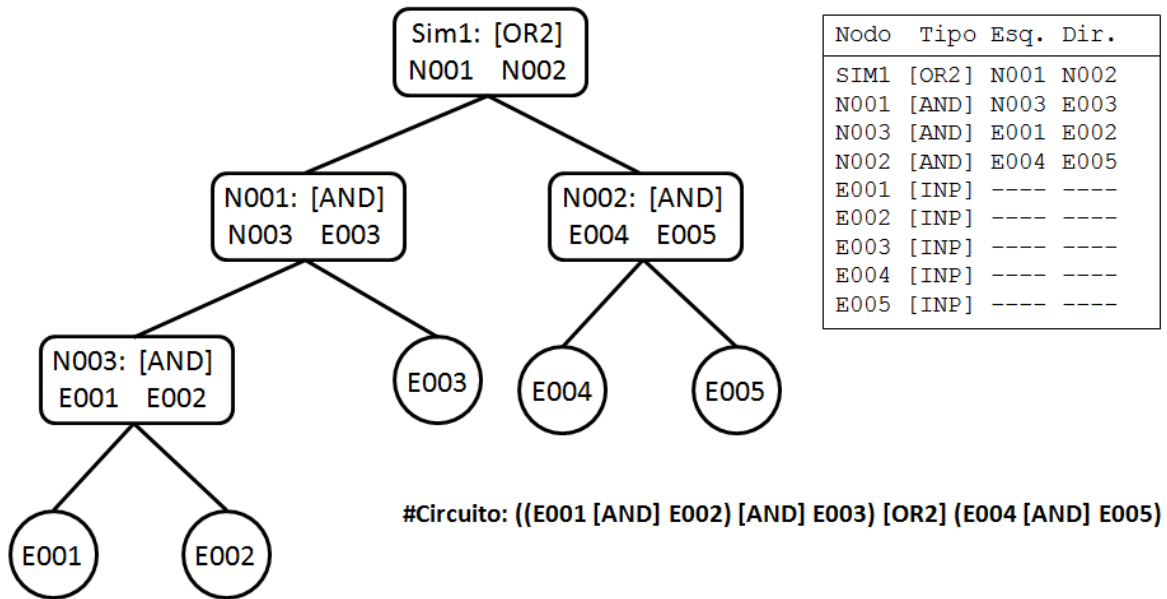 Sim1: [OR2]
N001 N002
N001: [AND]
N003 E003
N002: [AND]
E004 E005
N003: [AND]
E001 E002
E003
E004
E005
E001
E002
Nodo Tipo Esq. Dir.
SIM1 [OR2] N001 N002
N001 [AND] N003 E003
N003 [AND] E001 E002
N002 [AND] E004 E005
E001 [INP] ---- ----
E002 [INP] ---- ----
E003 [INP] ---- ----
E004 [INP] ---- ----
E005 [INP] ---- ----
#Circuito: ((E001 [AND] E002) [AND] E003) [OR2] (E004 [AND] E005)